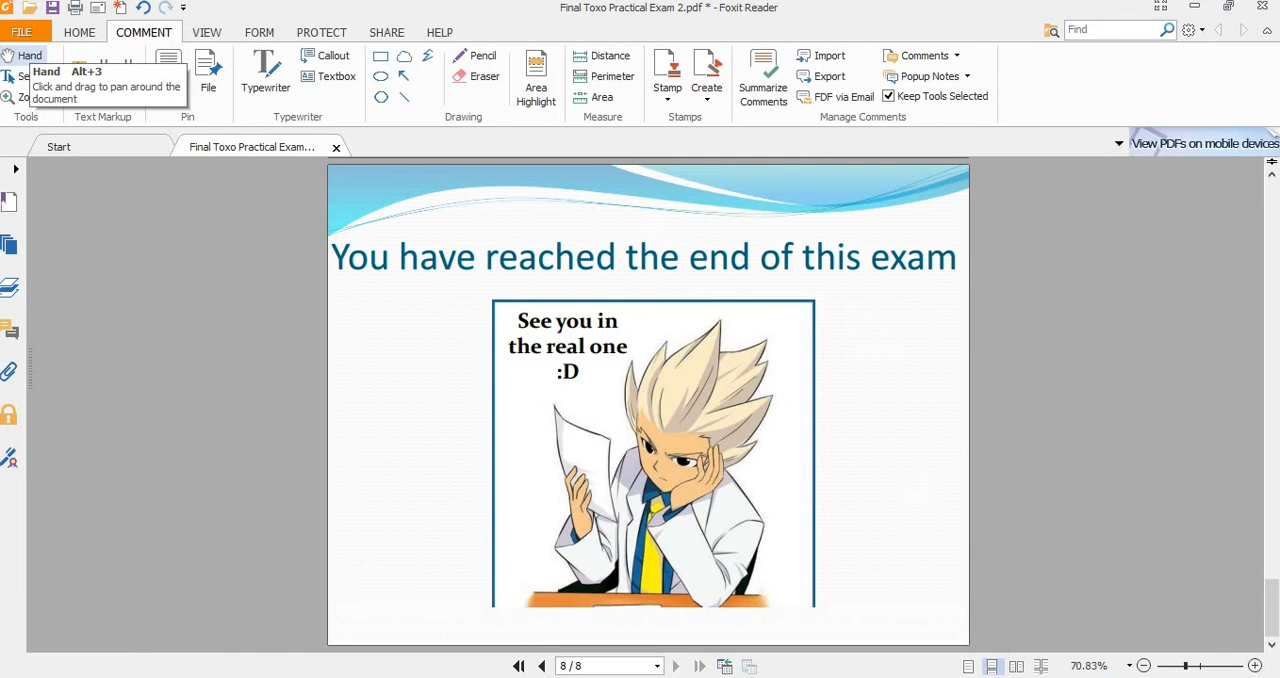 Final Toxo Practical Exam 2.pdf * - Foxit Reader
FILE HOME COMMENT VIEW FORM PROTECT SHARE HELP
Find
Hand
Hand Alt+3
Click and drag to pan around the
document
Tools
Text Markup
File
Pin
Typewriter
Callout
Textbox
Typewriter
Pencil
Eraser
Area
Highlight
Drawing
Distance
Perimeter
Area
Measure
Stamp
Create
Stamps
Summarize
Comments
Import
Export
FDF via Email
Comments
Popup Notes
Keep Tools Selected
Manage Comments
Start
Final Toxo Practical Exam...
View PDFs on mobile devices
You have reached the end of this exam
See you in
the real one
:D
8 / 8
70.83%